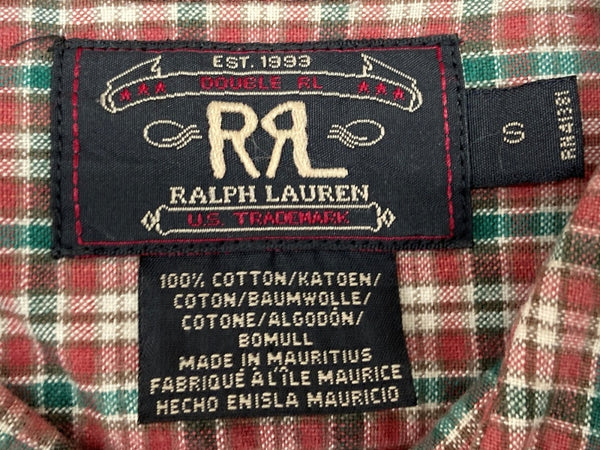 EST. 1993
DOUBLE RL
RRL
RALPH LAUREN
U.S. TRADEMARK
S
RN41381
100% COTTON/KATOEN/
COTON/BAUMWOLLE/
COTONE/ALGODÓN/
BOMULL
MADE IN MAURITIUS
FABRIQUÉ À L'ÎLE MAURICE
HECHO ENISLA MAURICIO